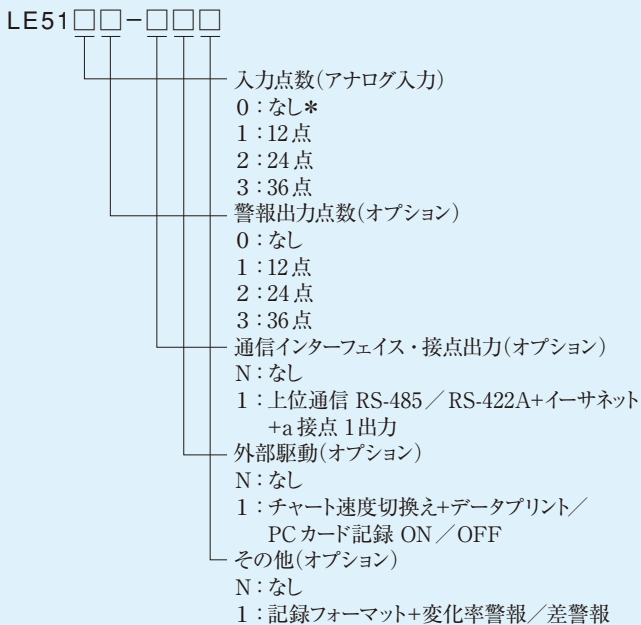 LE51□□-□□□
入力点数(アナログ入力)
0：なし＊
1：12点
2：24点
3：36点
警報出力点数(オプション)
0：なし
1：12点
2：24点
3：36点
通信インターフェイス・接点出力(オプション)
N：なし
1：上位通信 RS-485／RS-422A+イーサネット
+a接点 1出力
外部駆動(オプション)
N：なし
1：チャート速度切換え+データプリント／
PCカード記録 ON／OFF
その他(オプション)
N：なし
1：記録フォーマット+変化率警報／差警報